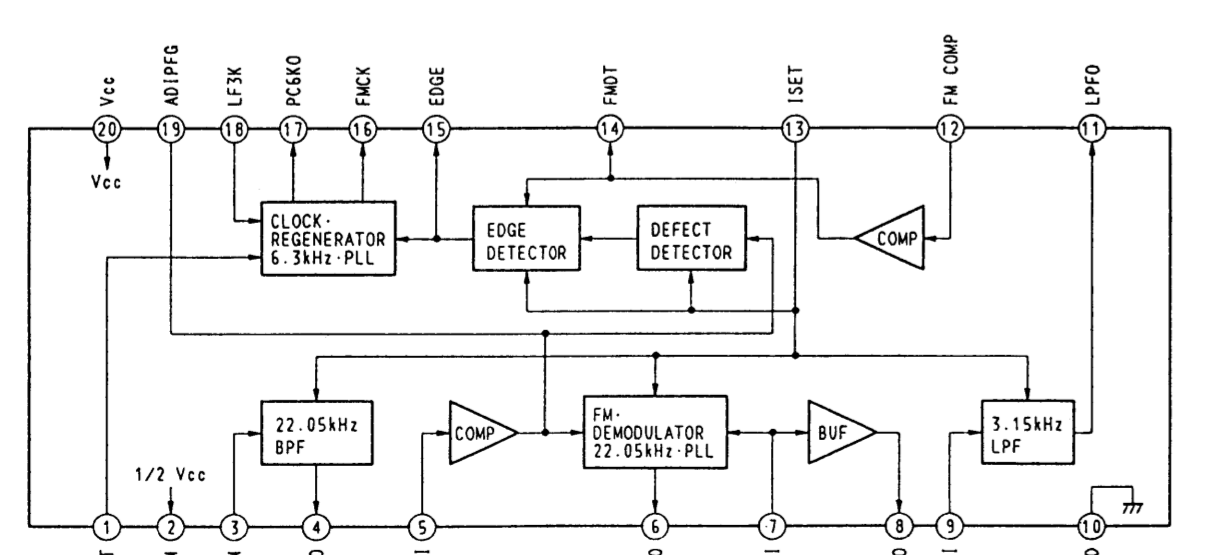 Vcc
ADIPFG
LF3K
PC6KO
FMCK
EDGE
FMDT
ISET
FM COMP
LPFO
20
19
18
17
16
15
14
13
12
11
Vcc
CLOCK·
REGENERATOR
6.3kHz·PLL
EDGE
DETECTOR
DEFECT
DETECTOR
COMP
22.05kHz
BPF
COMP
FM·
DEMODULATOR
22.05kHz·PLL
BUF
3.15kHz
LPF
1/2 Vcc
1
2
3
4
5
6
7
8
9
10